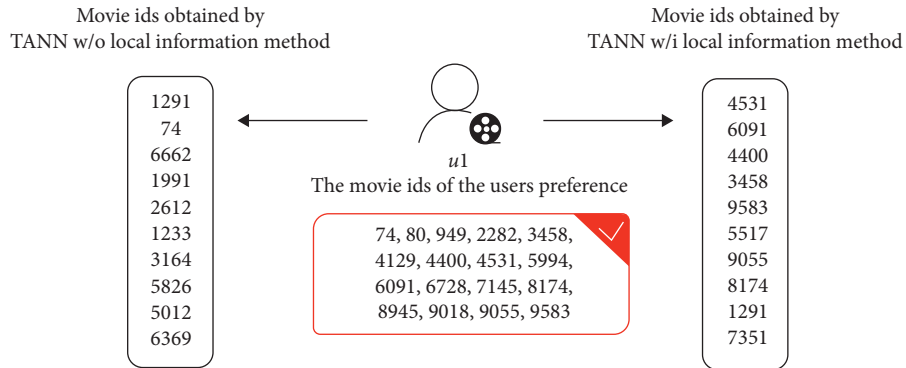 Movie ids obtained by
TANN w/o local information method
1291
74
6662
1991
2612
1233
3164
5826
5012
6369
u1
The movie ids of the users preference
74, 80, 949, 2282, 3458,
4129, 4400, 4531, 5994,
6091, 6728, 7145, 8174,
8945, 9018, 9055, 9583
Movie ids obtained by
TANN w/i local information method
4531
6091
4400
3458
9583
5517
9055
8174
1291
7351